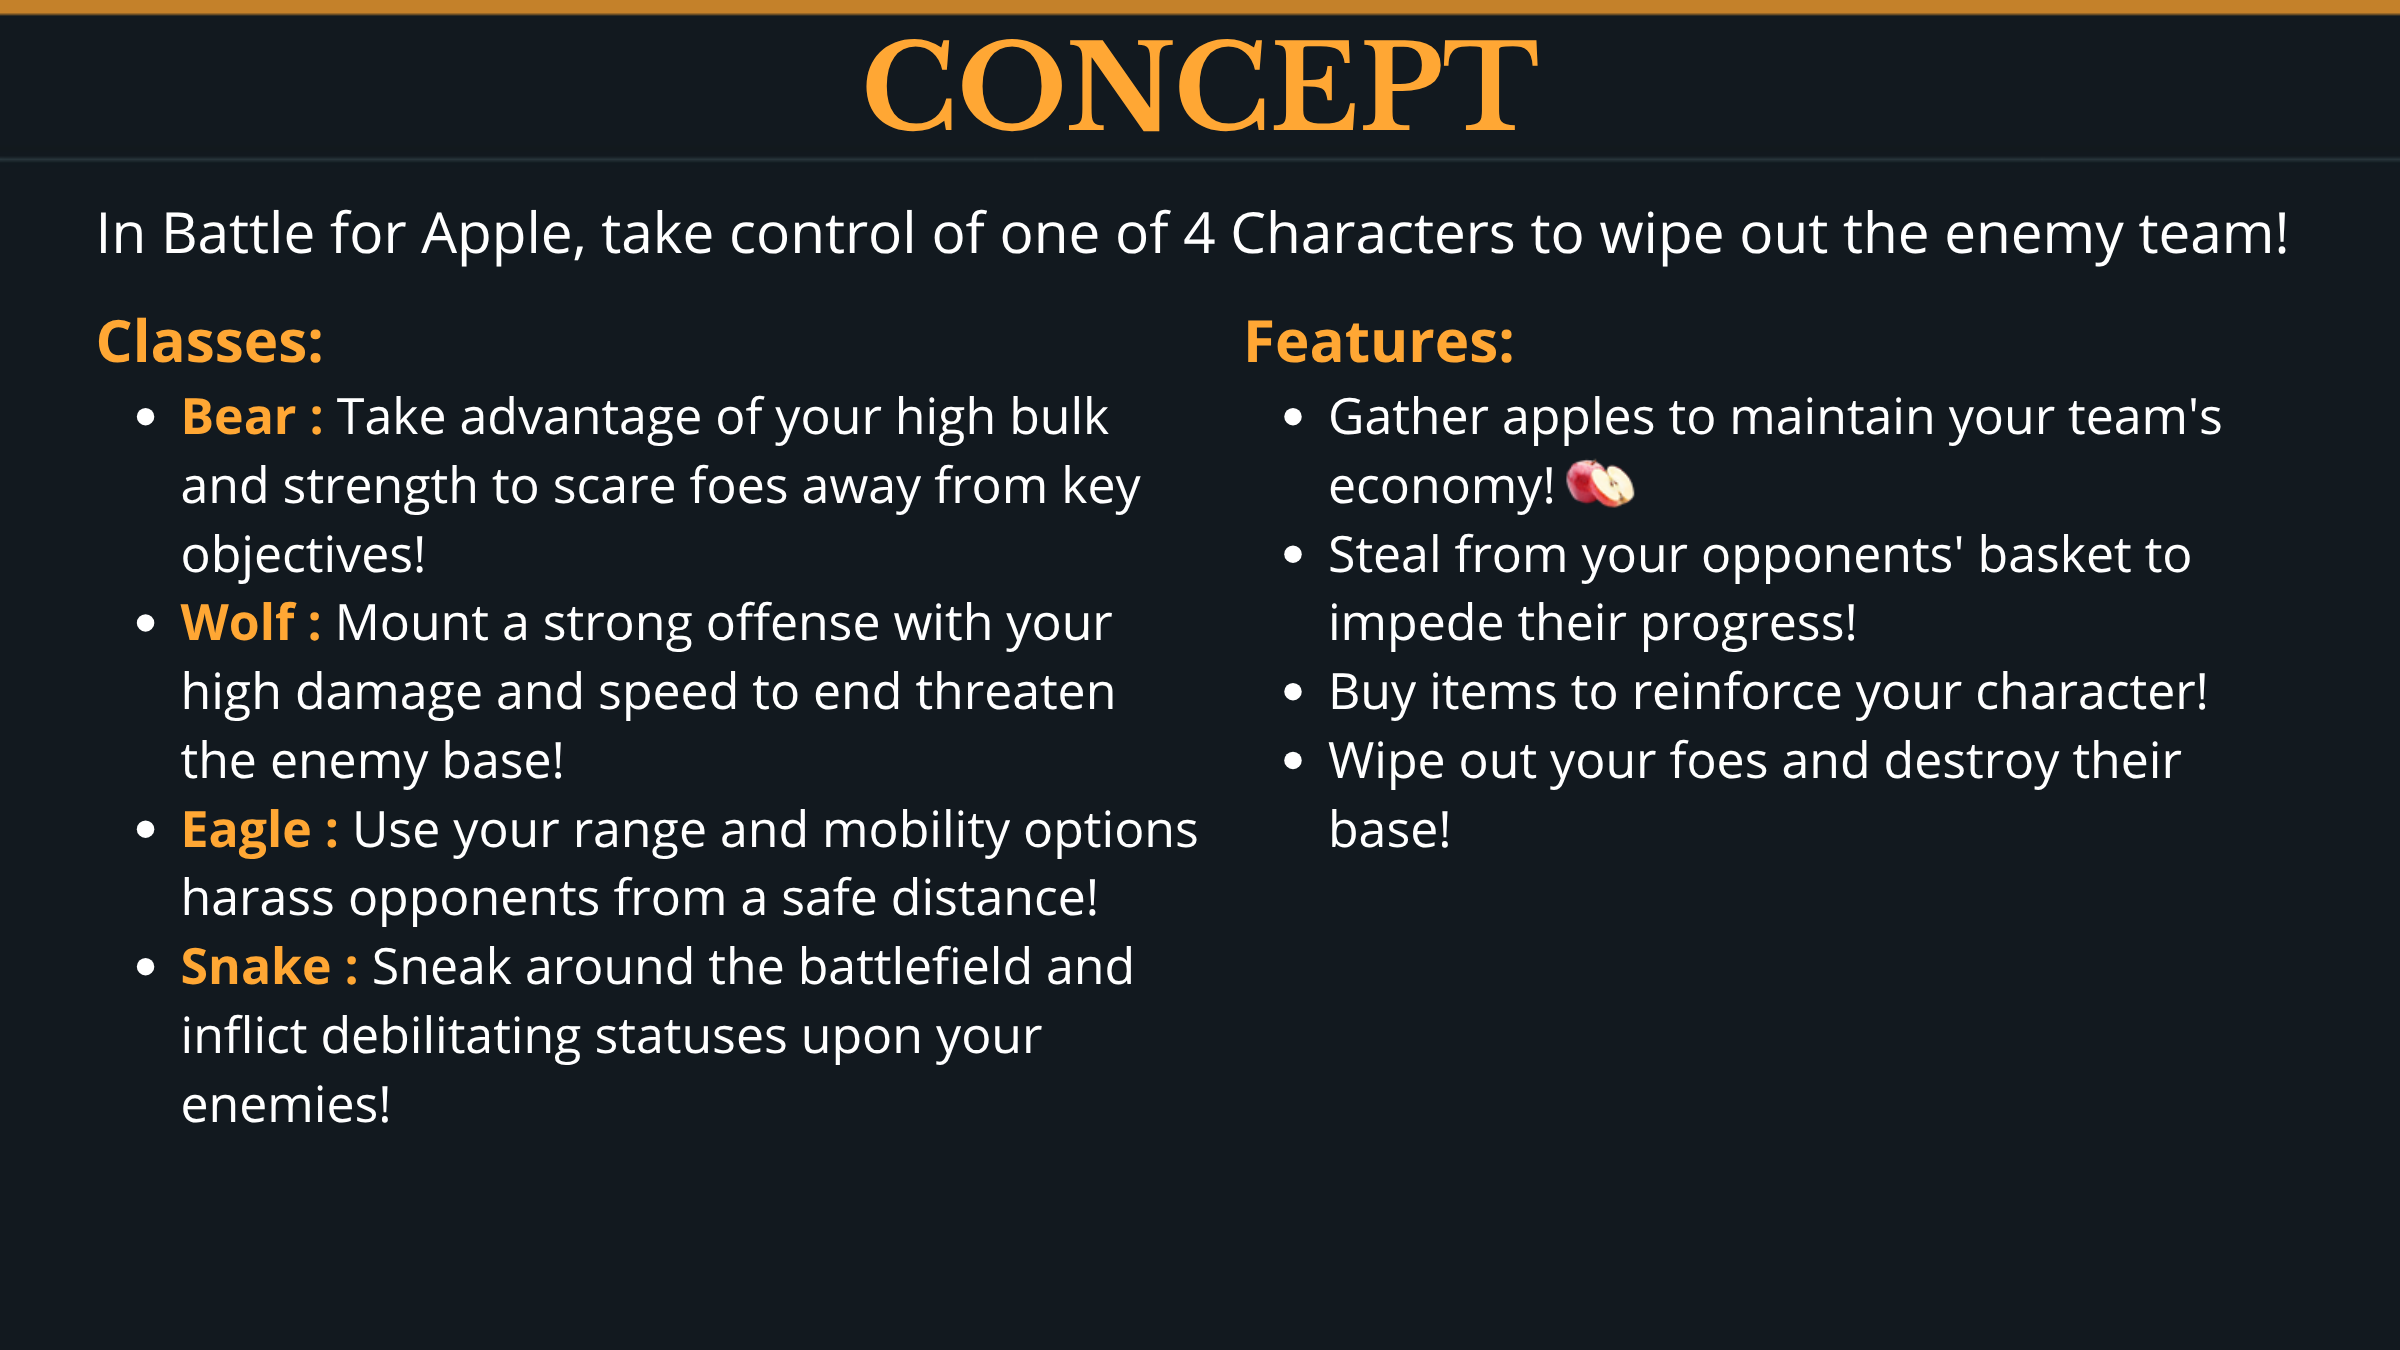 CONCEPT
In Battle for Apple, take control of one of 4 Characters to wipe out the enemy team!
Classes:
Bear : Take advantage of your high bulk
and strength to scare foes away from key
objectives!
Wolf : Mount a strong offense with your
high damage and speed to end threaten
the enemy base!
Eagle : Use your range and mobility options
harass opponents from a safe distance!
Snake : Sneak around the battlefield and
inflict debilitating statuses upon your
enemies!
Features:
Gather apples to maintain your team's
economy!
Steal from your opponents' basket to
impede their progress!
Buy items to reinforce your character!
Wipe out your foes and destroy their
base!